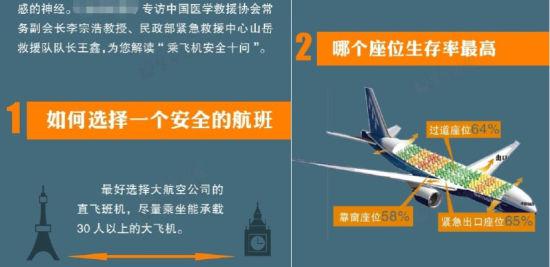 感的神经。 专访中国医学救援协会常
务副会长李宗浩教授、民政部紧急救援中心山岳
救援队队长王鑫,为您解读“乘飞机安全十问”。
1 如何选择一个安全的航班
最好选择大航空公司的
直飞班机，尽量乘坐能承载
30人以上的大飞机。
2 哪个座位生存率最高
过道座位64%
出口
靠窗座位58%
紧急出口座位65%